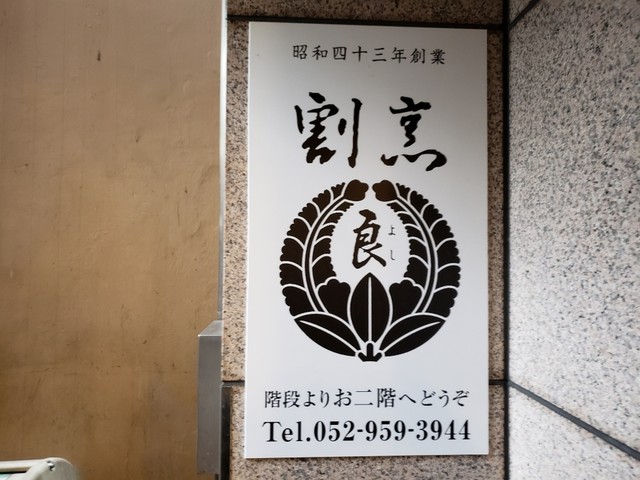 昭和四十三年創業
割烹
良
よし
階段よりお二階へどうぞ
Tel.052-959-3944